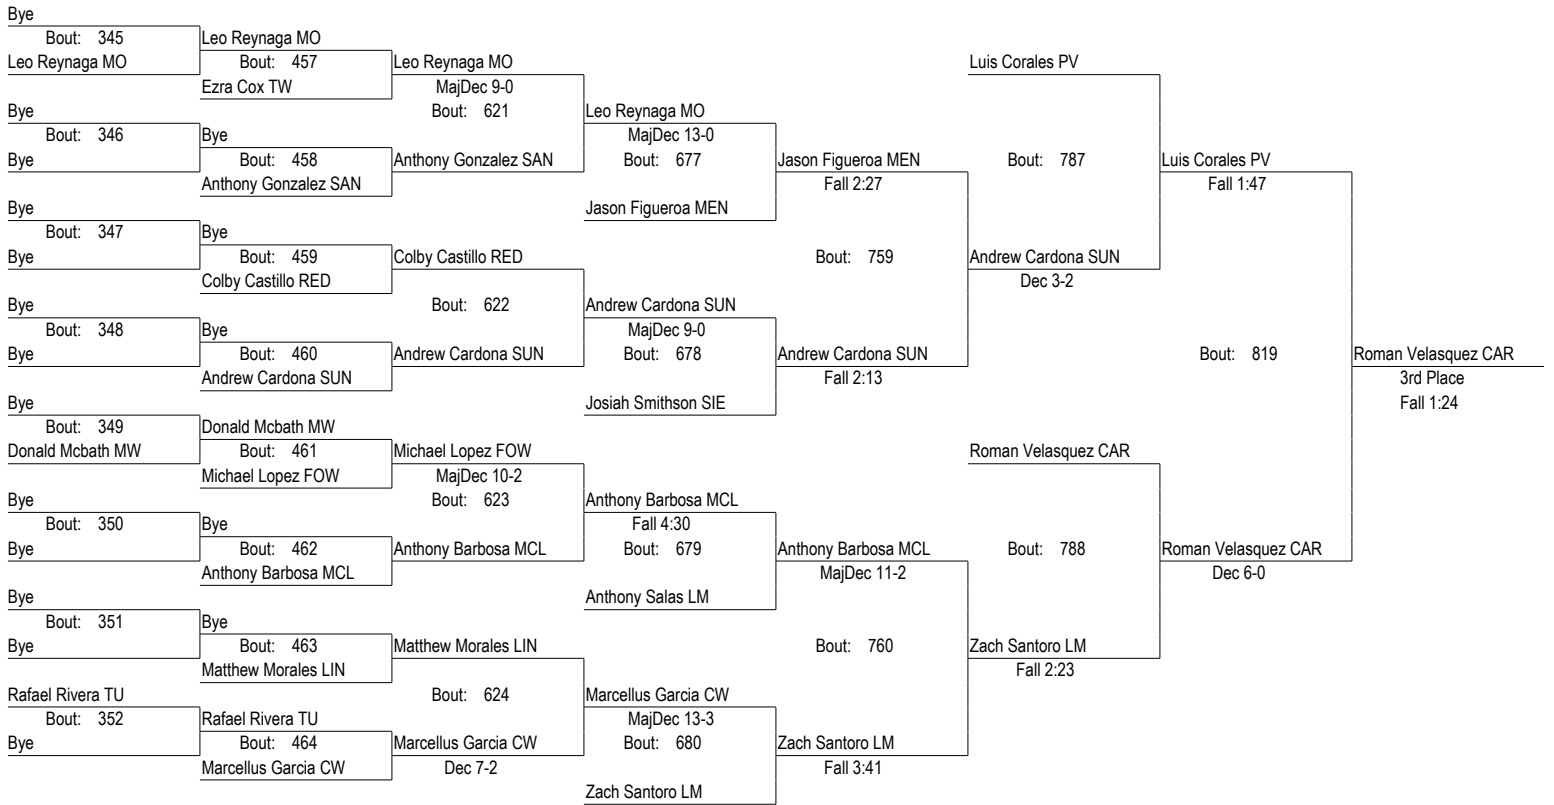 Bye
Bout: 345
Leo Reynaga MO
Bye
Bout: 346
Bye
Bye
Bout: 347
Bye
Bye
Bout: 348
Bye
Bye
Bout: 349
Donald Mcbath MW
Bye
Bout: 350
Bye
Bye
Bout: 351
Bye
Rafael Rivera TU
Bout: 352
Bye
Leo Reynaga MO
Bout: 457
Ezra Cox TW
Bye
Bout: 458
Anthony Gonzalez SAN
Bye
Bout: 459
Colby Castillo RED
Bye
Bout: 460
Andrew Cardona SUN
Donald Mcbath MW
Bout: 461
Michael Lopez FOW
Bye
Bout: 462
Anthony Barbosa MCL
Bye
Bout: 463
Matthew Morales LIN
Rafael Rivera TU
Bout: 464
Marcellus Garcia CW
Leo Reynaga MO
MajDec 9-0
Bout: 621
Anthony Gonzalez SAN
Colby Castillo RED
Bout: 622
Andrew Cardona SUN
Michael Lopez FOW
MajDec 10-2
Bout: 623
Anthony Barbosa MCL
Matthew Morales LIN
Bout: 624
Marcellus Garcia CW
Dec 7-2
Leo Reynaga MO
MajDec 13-0
Bout: 677
Jason Figueroa MEN
Andrew Cardona SUN
MajDec 9-0
Bout: 678
Josiah Smithson SIE
Anthony Barbosa MCL
Fall 4:30
Bout: 679
Anthony Salas LM
Marcellus Garcia CW
MajDec 13-3
Bout: 680
Zach Santoro LM
Jason Figueroa MEN
Fall 2:27
Bout: 759
Andrew Cardona SUN
Fall 2:13
Anthony Barbosa MCL
MajDec 11-2
Bout: 760
Zach Santoro LM
Fall 3:41
Luis Corales PV
Bout: 787
Andrew Cardona SUN
Dec 3-2
Roman Velasquez CAR
Bout: 788
Zach Santoro LM
Fall 2:23
Luis Corales PV
Fall 1:47
Bout: 819
Roman Velasquez CAR
Dec 6-0
Roman Velasquez CAR
3rd Place
Fall 1:24